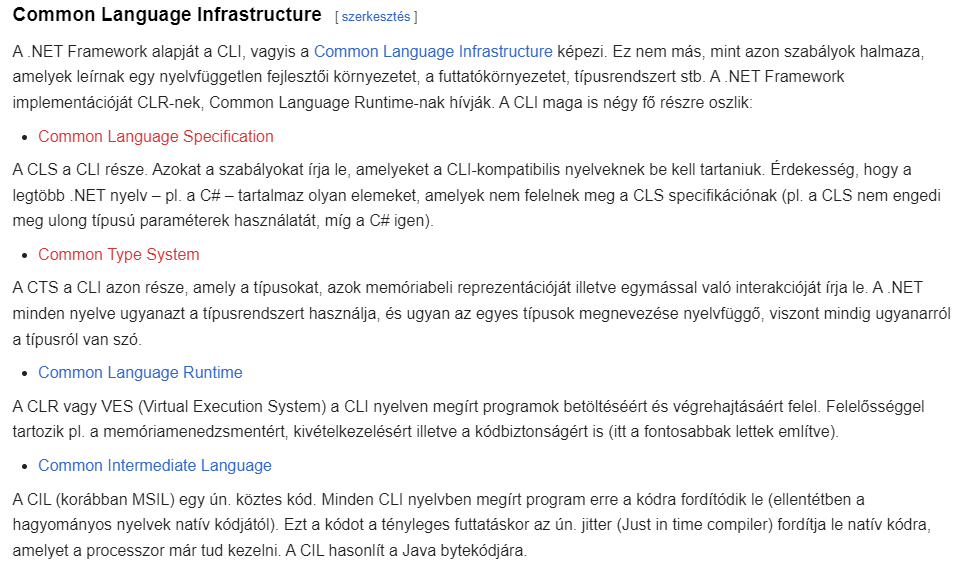 Common Language Infrastructure [ szerkesztés ]
A .NET Framework alapját a CLI, vagyis a Common Language Infrastructure képezi. Ez nem más, mint azon szabályok halmaza,
amelyek leírnak egy nyelvfüggetlen fejlesztői környezetet, a futtatókörnyezetet, típusrendszert stb. A .NET Framework
implementációját CLR-nek, Common Language Runtime-nak hívják. A CLI maga is négy fő részre oszlik:
• Common Language Specification
A CLS a CLI része. Azokat a szabályokat írja le, amelyeket a CLI-kompatibilis nyelveknek be kell tartaniuk. Érdekesség, hogy a
legtöbb .NET nyelv – pl. a C# – tartalmaz olyan elemeket, amelyek nem felelnek meg a CLS specifikációnak (pl. a CLS nem engedi
meg ulong típusú paraméterek használatát, míg a C# igen).
• Common Type System
A CTS a CLI azon része, amely a típusokat, azok memóriabeli reprezentációját illetve egymással való interakcióját írja le. A .NET
minden nyelve ugyanazt a típusrendszert használja, és ugyan az egyes típusok megnevezése nyelvfüggő, viszont mindig ugyanarról
a típusról van szó.
• Common Language Runtime
A CLR vagy VES (Virtual Execution System) a CLI nyelven megírt programok betöltéséért és végrehajtásáért felel. Felelősséggel
tartozik pl. a memóriamenedzsmentért, kivételkezelésért illetve a kódbiztonságért is (itt a fontosabbak lettek említve).
• Common Intermediate Language
A CIL (korábban MSIL) egy ún. köztes kód. Minden CLI nyelvben megírt program erre a kódra fordítódik le (ellentétben a
hagyományos nyelvek natív kódjától). Ezt a kódot a tényleges futtatáskor az ún. jitter (Just in time compiler) fordítja le natív kódra,
amelyet a processzor már tud kezelni. A CIL hasonlít a Java bytekódjára.